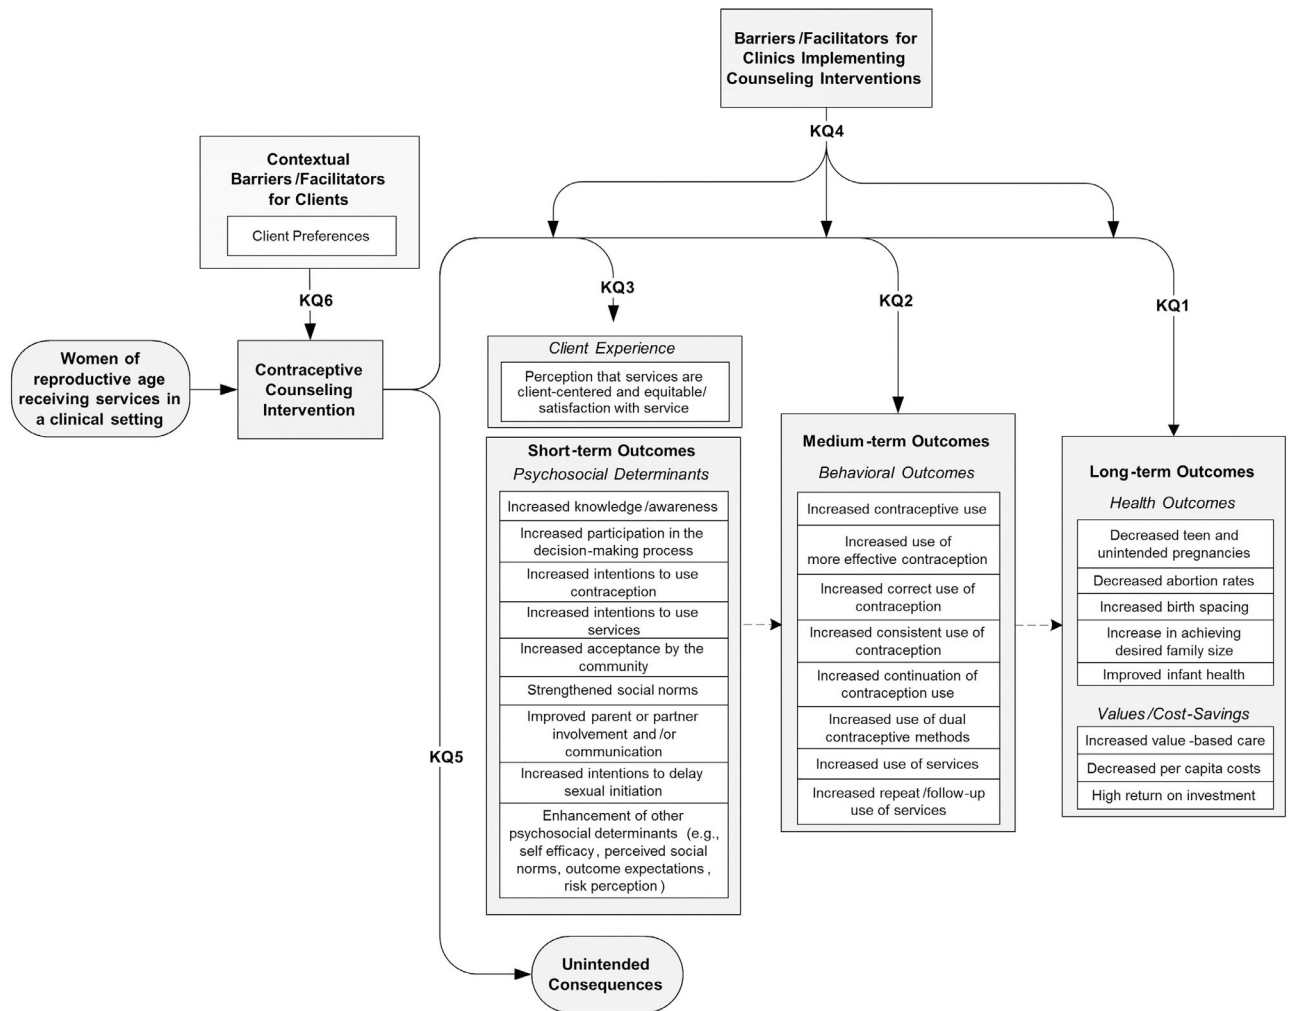 Barriers/Facilitators for
Clinics Implementing
Counseling Interventions
KQ4
Contextual
Barriers/Facilitators
for Clients
Client Preferences
KQ6
KQ3
KQ2
KQ1
Women of
reproductive age
receiving services in
a clinical setting
Contraceptive
Counseling
Intervention
Client Experience
Perception that services are
client-centered and equitable/
satisfaction with service
Short-term Outcomes
Psychosocial Determinants
Increased knowledge/awareness
Increased participation in the
decision-making process
Increased intentions to use
contraception
Increased intentions to use
services
Increased acceptance by the
community
Strengthened social norms
Improved parent or partner
involvement and/or
communication
Increased intentions to delay
sexual initiation
Enhancement of other
psychosocial determinants (e.g.,
self efficacy, perceived social
norms, outcome expectations,
risk perception)
Medium-term Outcomes
Behavioral Outcomes
Increased contraceptive use
Increased use of
more effective contraception
Increased correct use of
contraception
Increased consistent use of
contraception
Increased continuation of
contraception use
Increased use of dual
contraceptive methods
Increased use of services
Increased repeat/follow-up
use of services
Long-term Outcomes
Health Outcomes
Decreased teen and
unintended pregnancies
Decreased abortion rates
Increased birth spacing
Increase in achieving
desired family size
Improved infant health
Values/Cost-Savings
Increased value-based care
Decreased per capita costs
High return on investment
KQ5
Unintended
Consequences